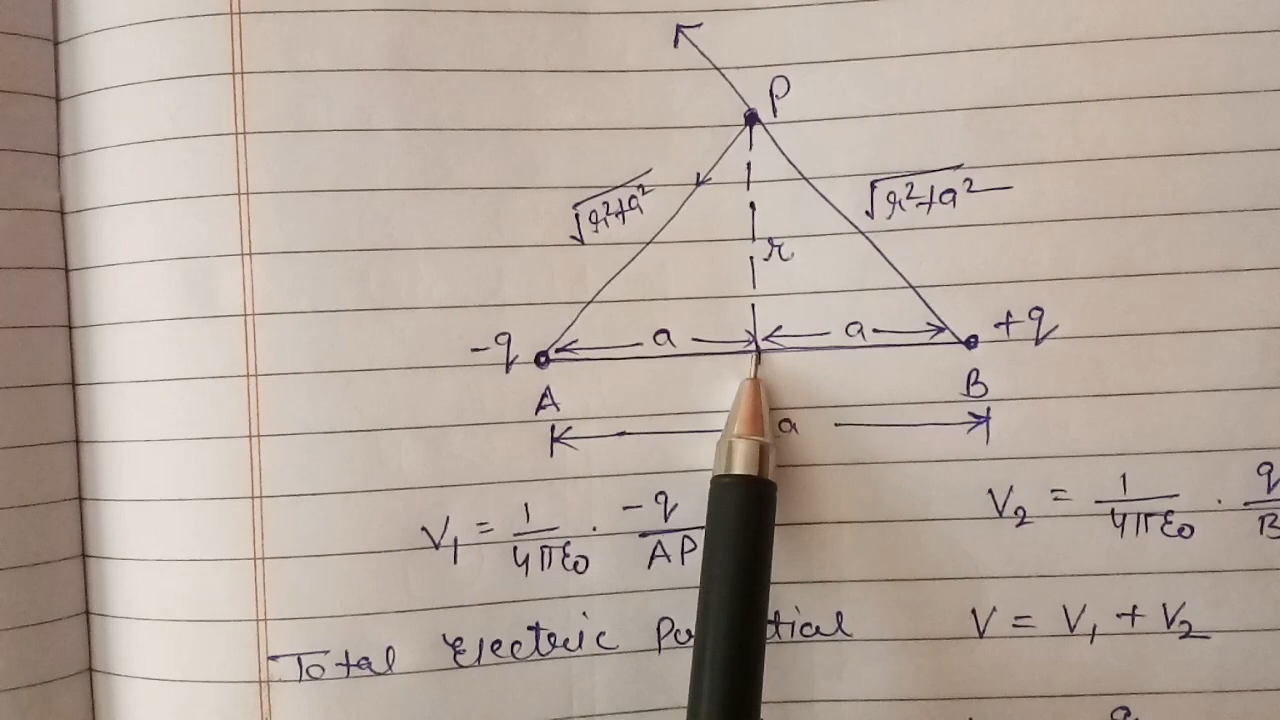 P
√r²+a² √r²+a²
r
-q a a +q
A B
a
V₁ = 1/4πε₀ . -q/AP V₂ = 1/4πε₀ . q/B
Total Electric Po tial V = V₁ + V₂